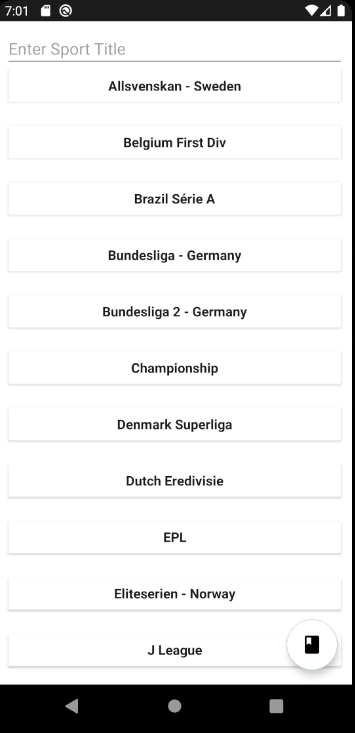 7:01
Enter Sport Title
Allsvenskan - Sweden
Belgium First Div
Brazil Série A
Bundesliga - Germany
Bundesliga 2 - Germany
Championship
Denmark Superliga
Dutch Eredivisie
EPL
Eliteserien - Norway
J League